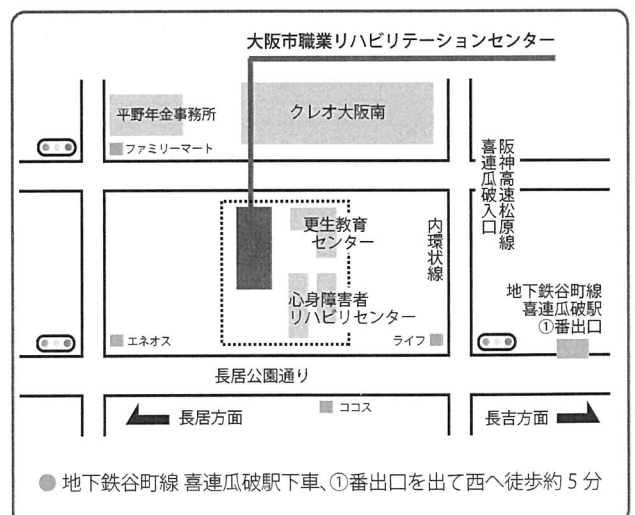 大阪市職業リハビリテーションセンター
平野年金事務所
クレオ大阪南
ファミリーマート
阪神高速松原線
喜連瓜破入口
更生教育
センター
内環状線
心身障害者
リハビリセンター
地下鉄谷町線
喜連瓜破駅
①番出口
エネオス
ライフ
長居公園通り
長居方面
ココス
長吉方面
地下鉄谷町線 喜連瓜破駅下車、①番出口を出て西へ徒歩約5分